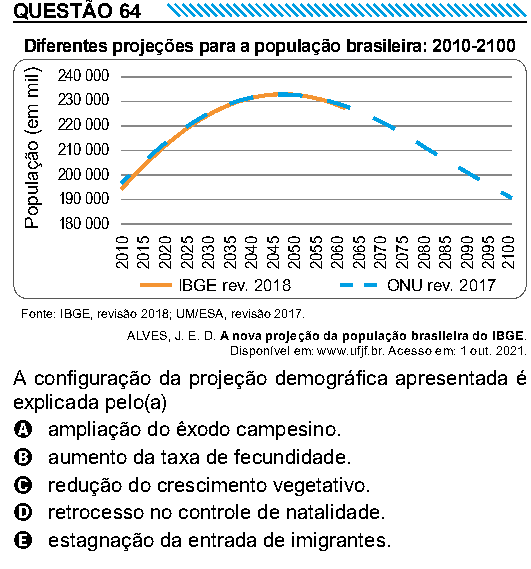 QUESTÃO 64
Diferentes projeções para a população brasileira: 2010-2100
População (em mil)
240 000
230 000
220 000
210 000
200 000
190 000
180 000
2010 2015 2020 2025 2030 2035 2040 2045 2050 2055 2060 2065 2070 2075 2080 2085 2090 2095 2100
IBGE rev. 2018 ONU rev. 2017
Fonte: IBGE, revisão 2018; UM/ESA, revisão 2017.
ALVES, J. E. D. A nova projeção da população brasileira do IBGE.
Disponível em: www.ufjf.br. Acesso em: 1 out. 2021.
A configuração da projeção demográfica apresentada é
explicada pelo(a)
A ampliação do êxodo campesino.
B aumento da taxa de fecundidade.
C redução do crescimento vegetativo.
D retrocesso no controle de natalidade.
E estagnação da entrada de imigrantes.